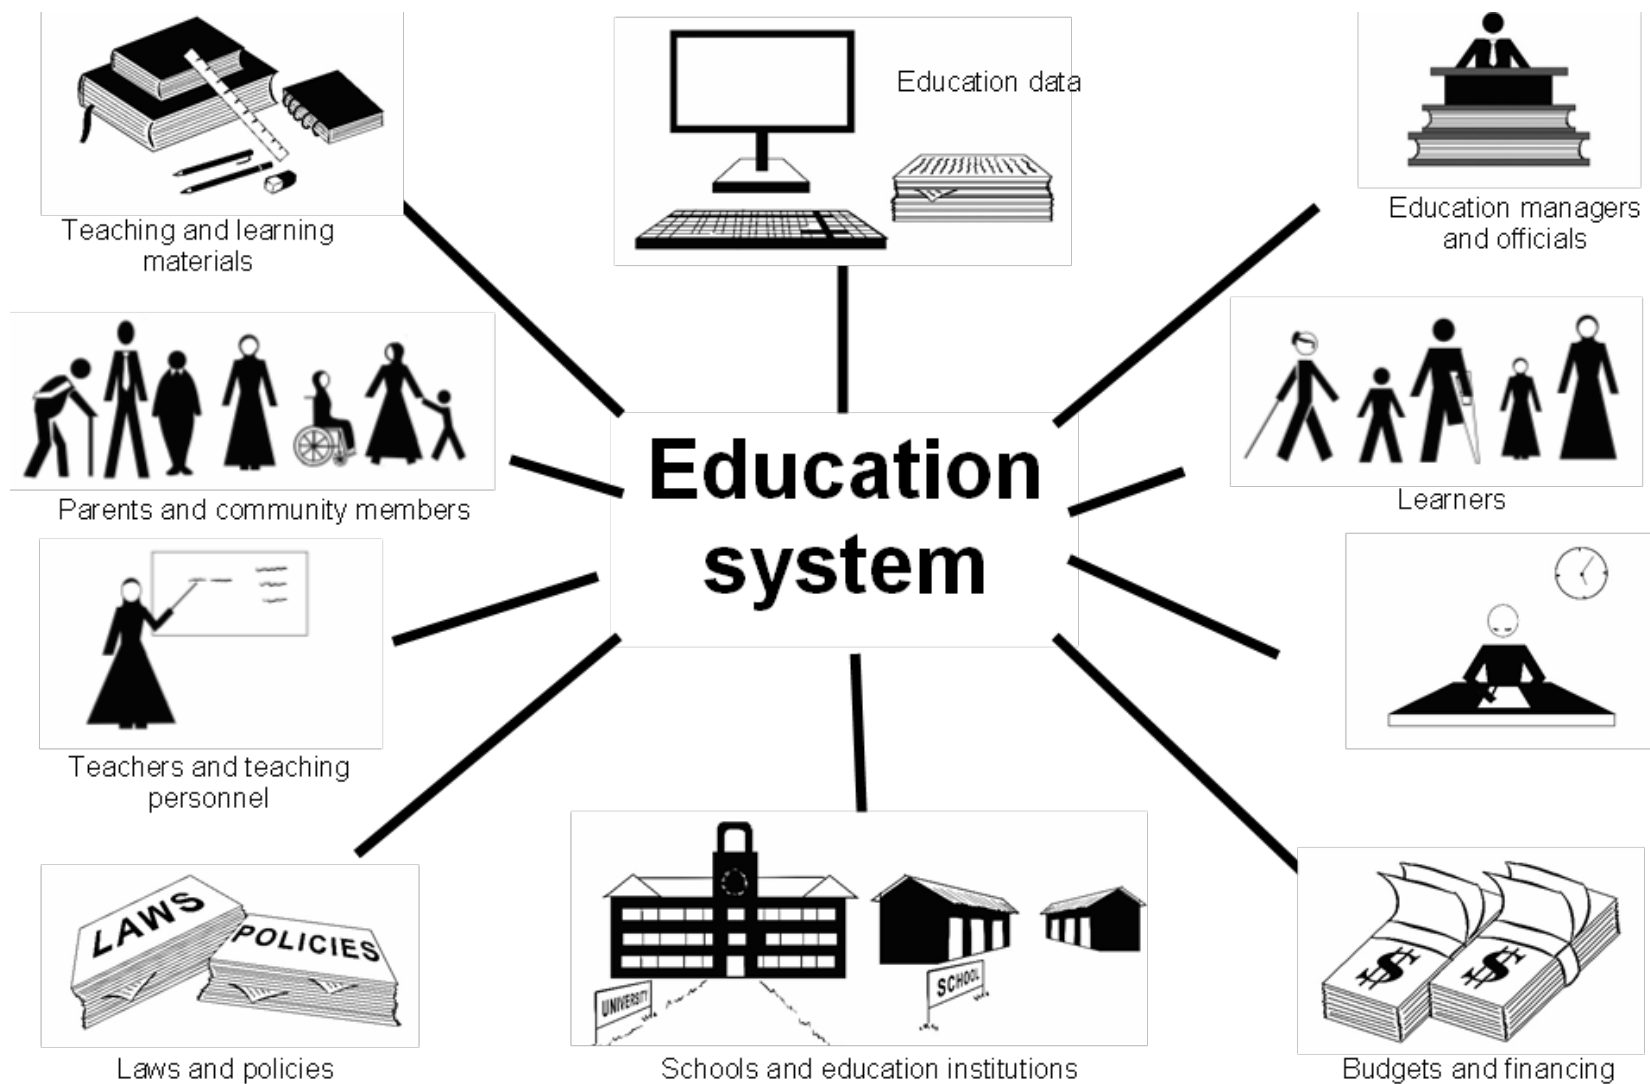 Education data
Teaching and learning
materials
Education managers
and officials
Parents and community members
Learners
Education
system
Teachers and teaching
personnel
LAWS
POLICIES
Laws and policies
UNIVERSITY
SCHOOL
Schools and education institutions
$ $
Budgets and financing